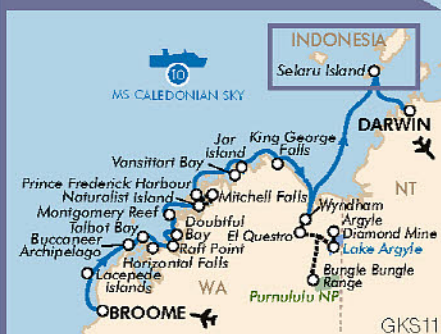 INDONESIA
10
Selaru Island
MS CALEDONIAN SKY
DARWIN
King George
Falls
Jar
Island
Vansittart Bay
NT
Prince Frederick Harbour
Naturalist Island
Mitchell Falls
Montgomery Reef
Wyndham
Talbot Bay
Doubtful
Bay
Argyle
Diamond Mine
El Questro
Buccaneer
Archipelago
Raft Point
Lake Argyle
Horizontal Falls
Lacepede
Islands
Bungle Bungle
Range
WA
Purnululu NP
BROOME
GKS11